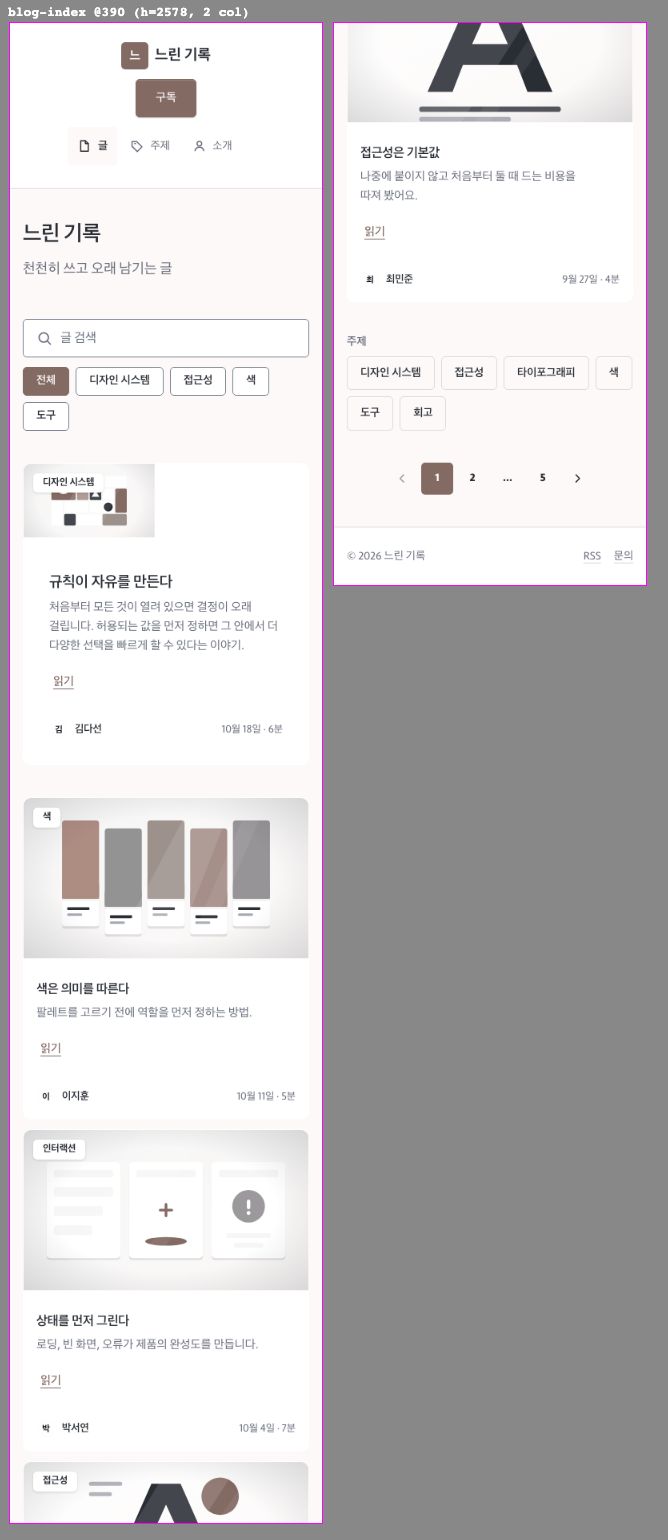 blog-index @390 (h=2578, 2 col)
느 느린 기록
구독
글 주제 소개
느린 기록
천천히 쓰고 오래 남기는 글
글 검색
전체 디자인 시스템 접근성 색
도구
디자인 시스템
규칙이 자유를 만든다
처음부터 모든 것이 열려 있으면 결정이 오래
걸립니다. 허용되는 값을 먼저 정하면 그 안에서 더
다양한 선택을 빠르게 할 수 있다는 이야기.
읽기
김 김다선 10월 18일 · 6분
색
색은 의미를 따른다
팔레트를 고르기 전에 역할을 먼저 정하는 방법.
읽기
이 이지훈 10월 11일 · 5분
인터랙션
상태를 먼저 그린다
로딩, 빈 화면, 오류가 제품의 완성도를 만듭니다.
읽기
박 박서연 10월 4일 · 7분
접근성
접근성은 기본값
나중에 붙이지 않고 처음부터 둘 때 드는 비용을
따져 봤어요.
읽기
최 최민준 9월 27일 · 4분
주제
디자인 시스템 접근성 타이포그래피 색
도구 회고
1 2 … 5
© 2026 느린 기록 RSS 문의